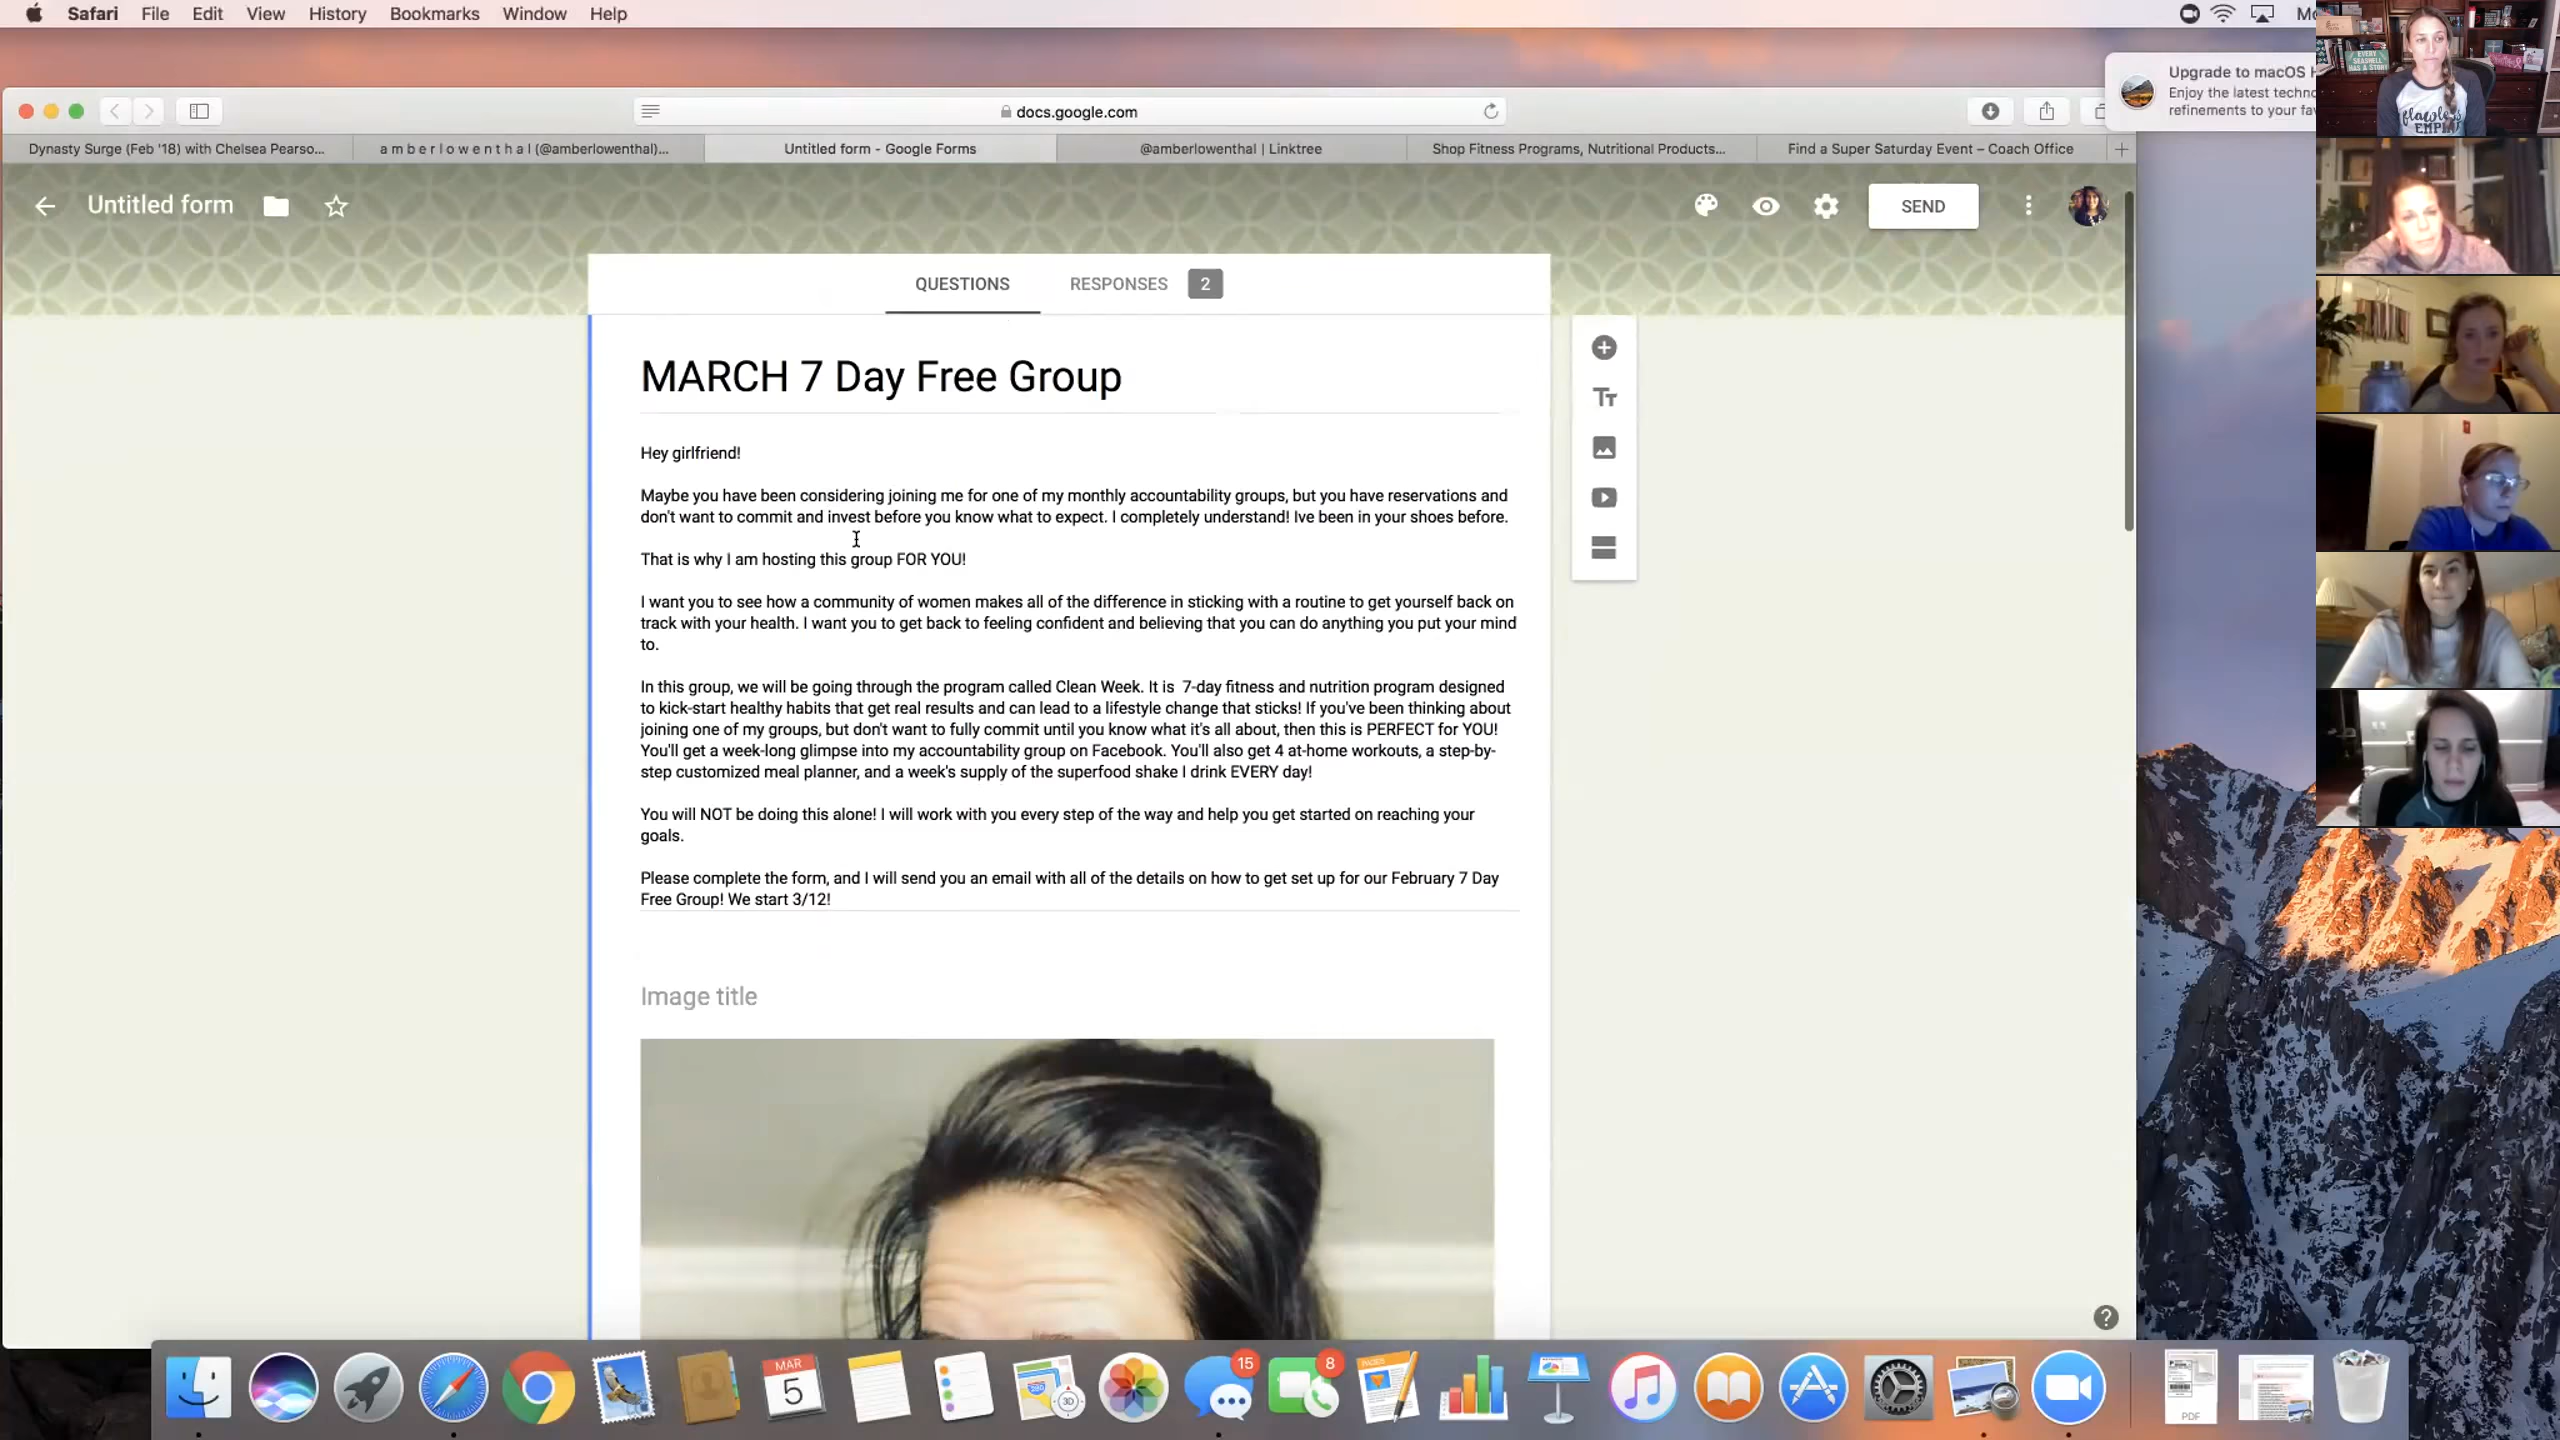 Safari File Edit View History Bookmarks Window Help
Upgrade to macOS H
Enjoy the latest techno
refinements to your fav
docs.google.com
Dynasty Surge (Feb '18) with Chelsea Pearso...
a m b e r l o w e n t h a l (@amberlowenthal)...
Untitled form - Google Forms
@amberlowenthal | Linktree
Shop Fitness Programs, Nutritional Products...
Find a Super Saturday Event – Coach Office
Untitled form
SEND
QUESTIONS
RESPONSES 2
MARCH 7 Day Free Group
Hey girlfriend!
Maybe you have been considering joining me for one of my monthly accountability groups, but you have reservations and
don't want to commit and invest before you know what to expect. I completely understand! Ive been in your shoes before.
That is why I am hosting this group FOR YOU!
I want you to see how a community of women makes all of the difference in sticking with a routine to get yourself back on
track with your health. I want you to get back to feeling confident and believing that you can do anything you put your mind
to.
In this group, we will be going through the program called Clean Week. It is  7-day fitness and nutrition program designed
to kick-start healthy habits that get real results and can lead to a lifestyle change that sticks! If you've been thinking about
joining one of my groups, but don't want to fully commit until you know what it's all about, then this is PERFECT for YOU!
You'll get a week-long glimpse into my accountability group on Facebook. You'll also get 4 at-home workouts, a step-by-
step customized meal planner, and a week's supply of the superfood shake I drink EVERY day!
You will NOT be doing this alone! I will work with you every step of the way and help you get started on reaching your
goals.
Please complete the form, and I will send you an email with all of the details on how to get set up for our February 7 Day
Free Group! We start 3/12!
Image title
EVERY
SEASHELL
HAS A STORY
flawless
EMPI
MAR
5
15
8
PAGES
280
3D
PDF